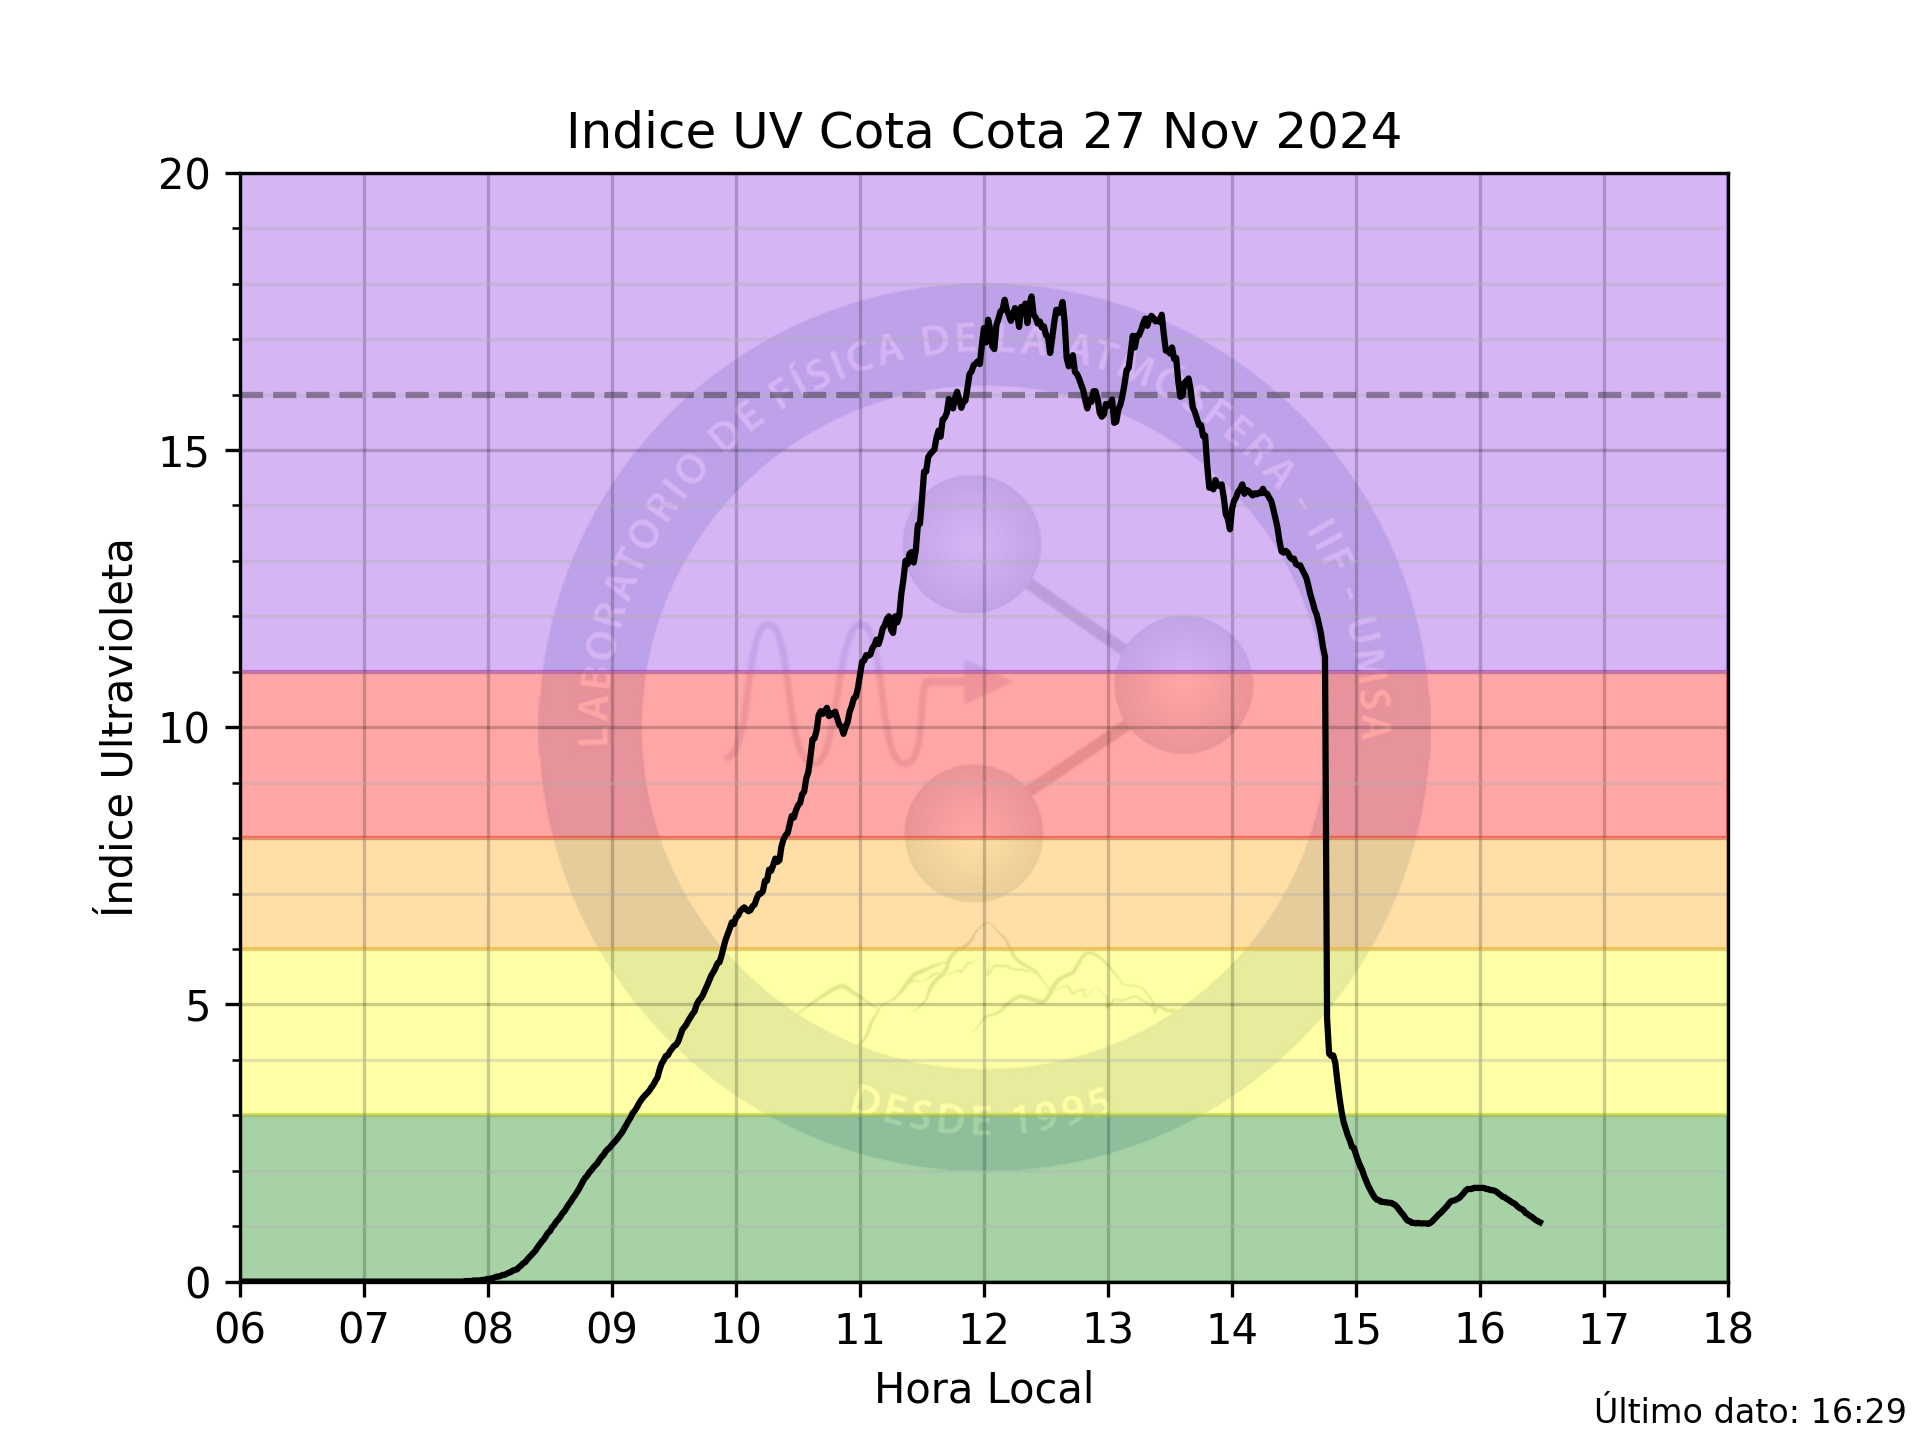 Indice UV Cota Cota 27 Nov 2024
20
15
10
5
0
Índice Ultravioleta
LABORATORIO DE FÍSICA DE LA ATMOSFERA - IIF - UMSA
DESDE 1995
06 07 08 09 10 11 12 13 14 15 16 17 18
Hora Local
Último dato: 16:29